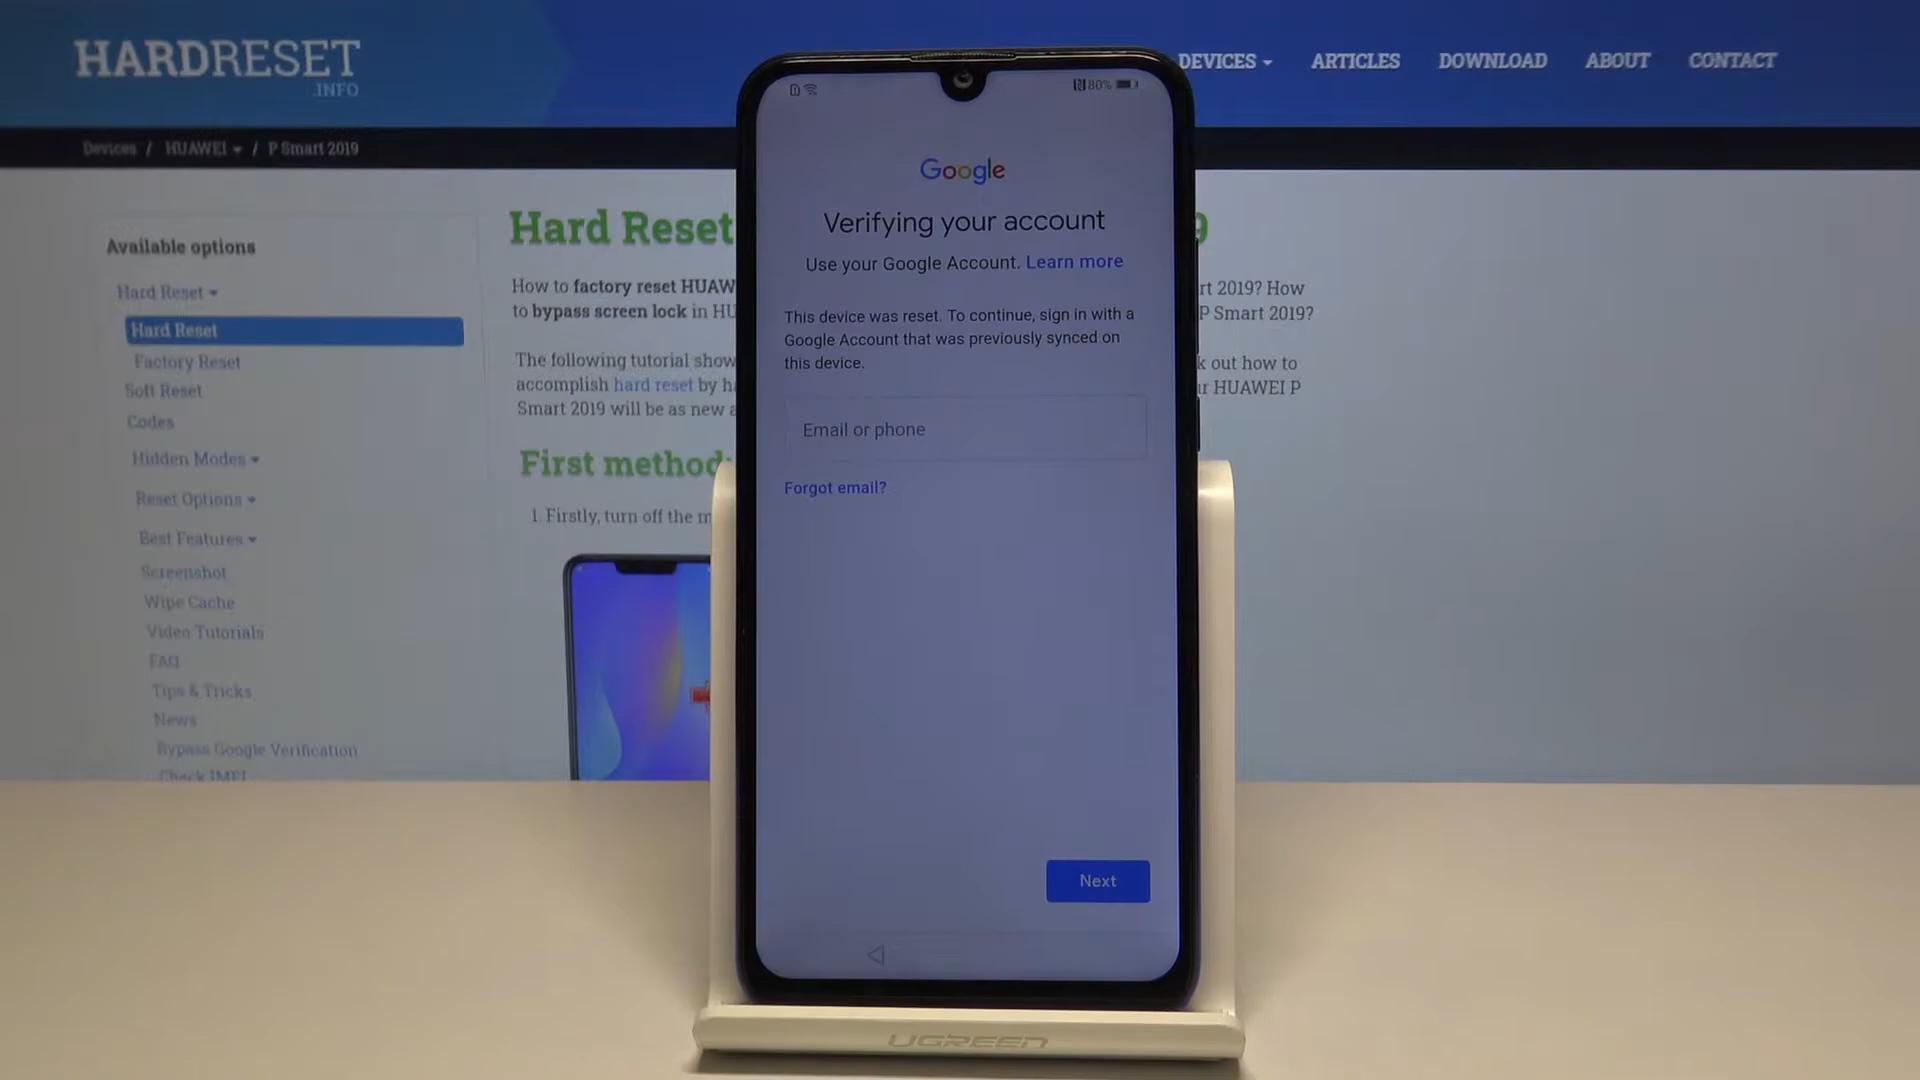 HARDRESET
.INFO
DEVICES
ARTICLES
DOWNLOAD
ABOUT
CONTACT
Devices / HUAWEI / P Smart 2019
Available options
Hard Reset
Hard Reset
Factory Reset
Soft Reset
Codes
Hidden Modes
Reset Options
Best Features
Screenshot
Wipe Cache
Video Tutorials
FAQ
Tips & Tricks
News
Bypass Google Verification
Check IMEI
Hard Reset
9
How to factory reset HUAW
rt 2019? How
to bypass screen lock in HU
P Smart 2019?
The following tutorial show
k out how to
accomplish hard reset by ha
ur HUAWEI P
Smart 2019 will be as new a
First method:
1. Firstly, turn off the m
80%
Google
Verifying your account
Use your Google Account. Learn more
This device was reset. To continue, sign in with a
Google Account that was previously synced on
this device.
Email or phone
Forgot email?
Next
UGREEN